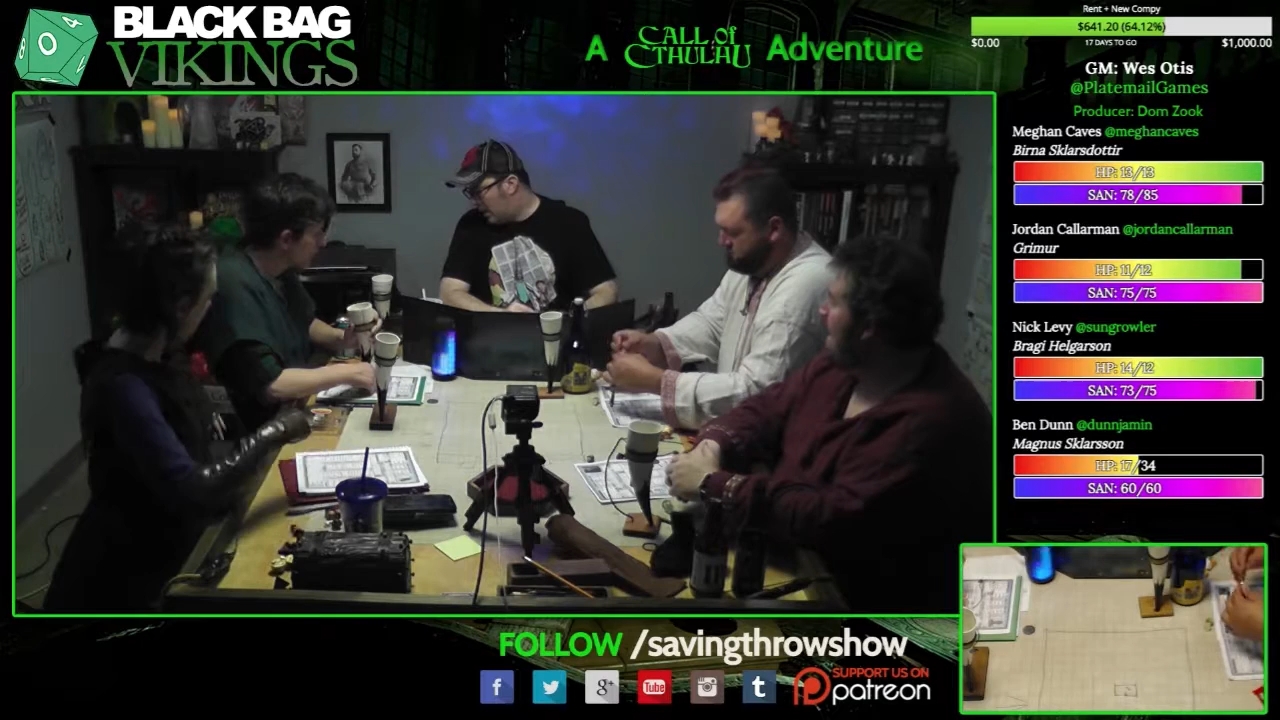 BLACK BAG
VIKINGS
A CALL of CTHULHU Adventure
Rent + New Compy
$641.20 (64.12%)
$0.00 17 DAYS TO GO $1,000.00
GM: Wes Otis
@PlatemailGames
Producer: Dom Zook
Meghan Caves @meghancaves
Birna Sklarsdottir
HP: 13/13
SAN: 78/85
Jordan Callarman @jordancallarman
Grimur
HP: 11/12
SAN: 75/75
Nick Levy @sungrowler
Bragi Helgarson
HP: 14/12
SAN: 73/75
Ben Dunn @dunnjamin
Magnus Sklarsson
HP: 17/34
SAN: 60/60
FOLLOW /savingthrowshow
f g+ You Tube t
SUPPORT US ON
patreon